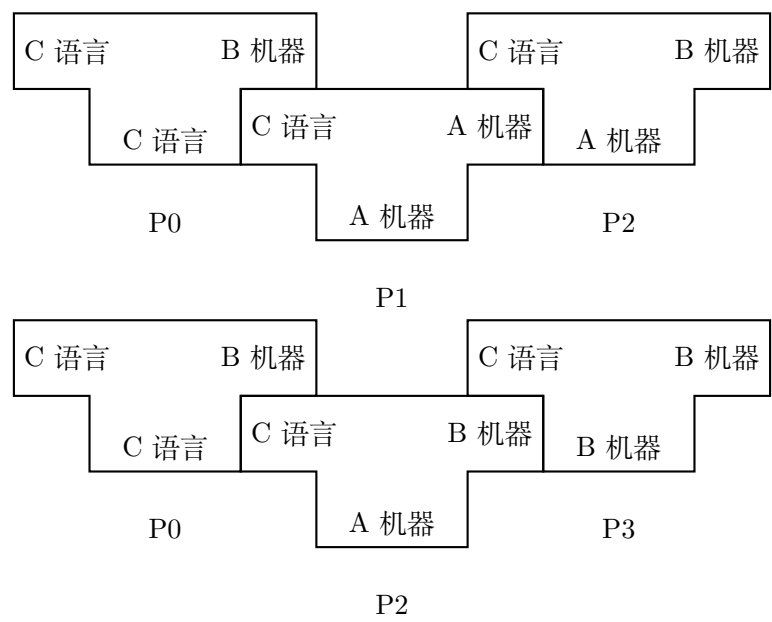 C 语言 B 机器 C 语言 B 机器
C 语言 C 语言 A 机器 A 机器
P0 A 机器 P2
P1
C 语言 B 机器 C 语言 B 机器
C 语言 C 语言 B 机器 B 机器
P0 A 机器 P3
P2